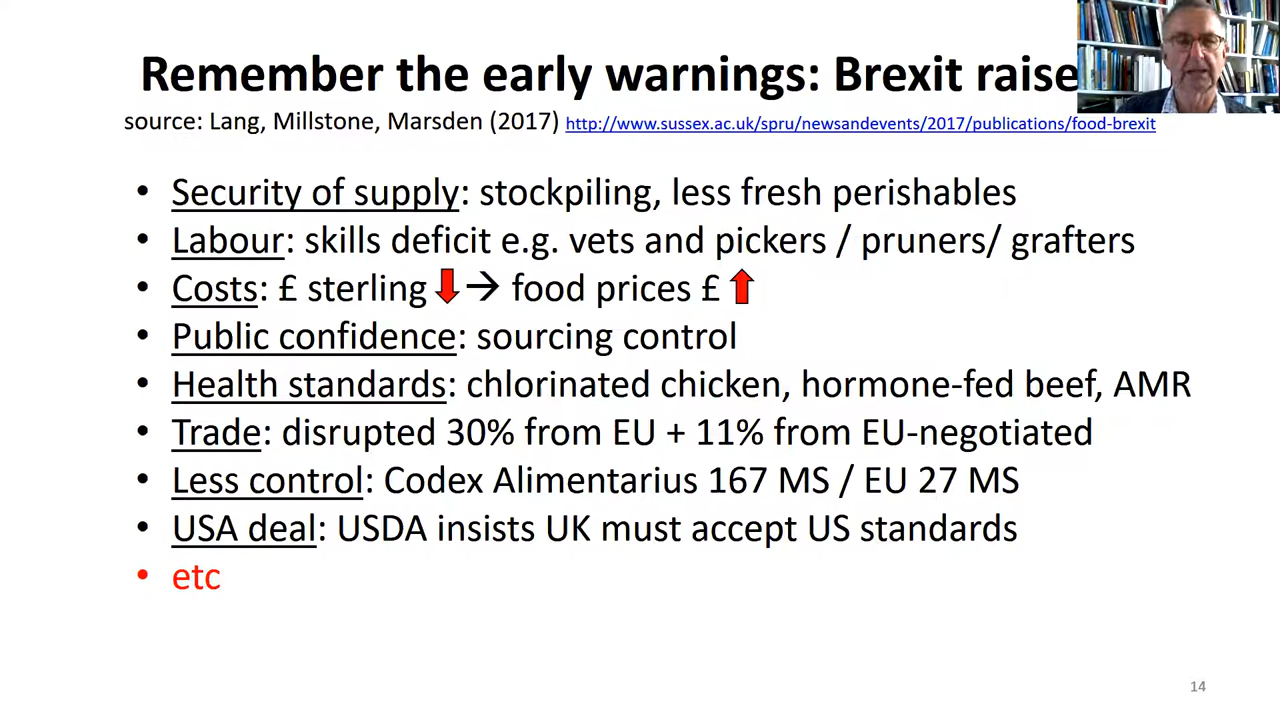 Remember the early warnings: Brexit raise
source: Lang, Millstone, Marsden (2017) http://www.sussex.ac.uk/spru/newsandevents/2017/publications/food-brexit
• Security of supply: stockpiling, less fresh perishables
• Labour: skills deficit e.g. vets and pickers / pruners/ grafters
• Costs: £ sterling ⬇ → food prices £ ⬆
• Public confidence: sourcing control
• Health standards: chlorinated chicken, hormone-fed beef, AMR
• Trade: disrupted 30% from EU + 11% from EU-negotiated
• Less control: Codex Alimentarius 167 MS / EU 27 MS
• USA deal: USDA insists UK must accept US standards
• etc
14